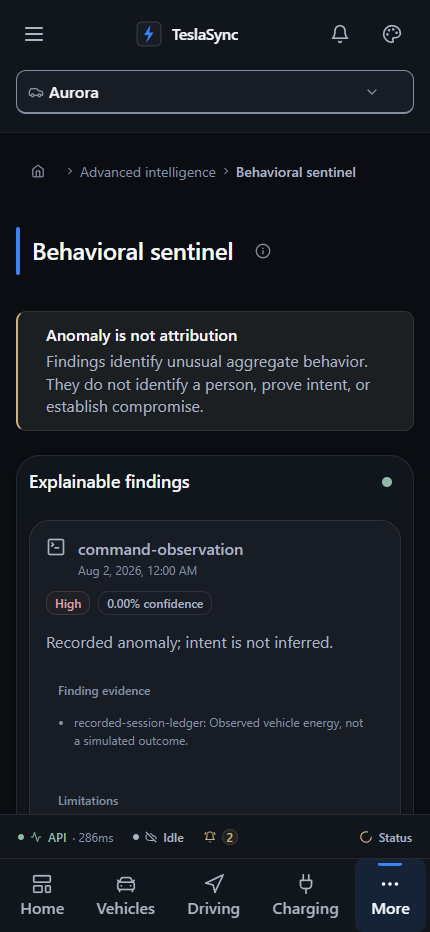 TeslaSync
Aurora
Advanced intelligence
Behavioral sentinel
Behavioral sentinel
Anomaly is not attribution
Findings identify unusual aggregate behavior.
They do not identify a person, prove intent, or
establish compromise.
Explainable findings
command-observation
Aug 2, 2026, 12:00 AM
High
0.00% confidence
Recorded anomaly; intent is not inferred.
Finding evidence
• recorded-session-ledger: Observed vehicle energy, not
a simulated outcome.
Limitations
API · 286ms
Idle
2
Status
Home
Vehicles
Driving
Charging
More